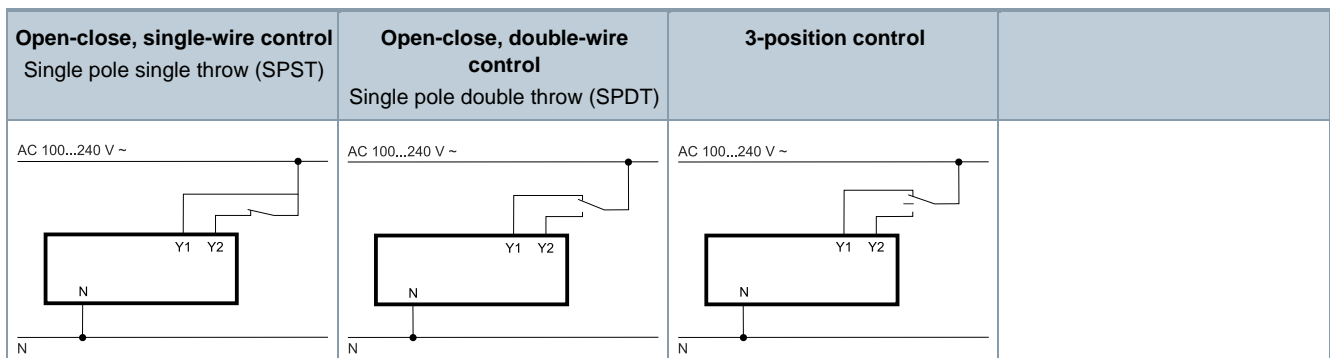 Open-close, single-wire control
Single pole single throw (SPST)
Open-close, double-wire
control
Single pole double throw (SPDT)
3-position control
AC 100...240 V ~
Y1 Y2
N
N
AC 100...240 V ~
Y1 Y2
N
N
AC 100...240 V ~
Y1 Y2
N
N